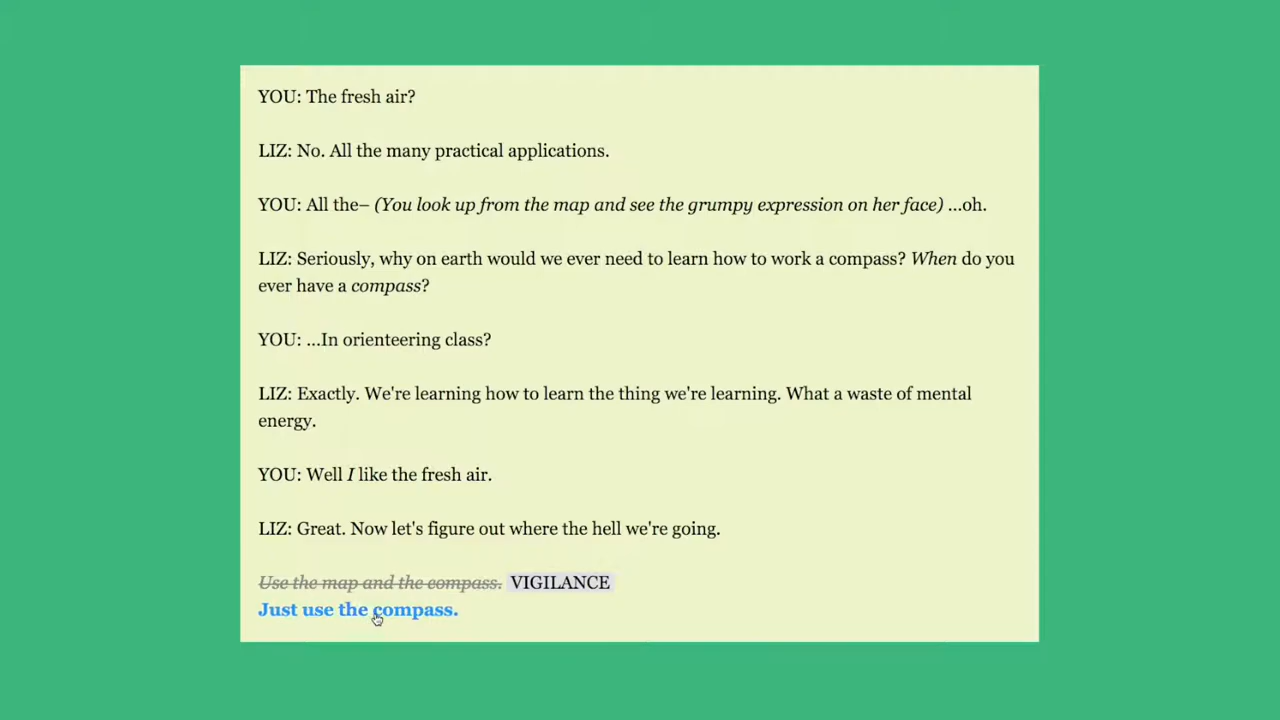 YOU: The fresh air?
LIZ: No. All the many practical applications.
YOU: All the– (You look up from the map and see the grumpy expression on her face) ...oh.
LIZ: Seriously, why on earth would we ever need to learn how to work a compass? When do you
ever have a compass?
YOU: ...In orienteering class?
LIZ: Exactly. We're learning how to learn the thing we're learning. What a waste of mental
energy.
YOU: Well I like the fresh air.
LIZ: Great. Now let's figure out where the hell we're going.
Use the map and the compass. VIGILANCE
Just use the compass.